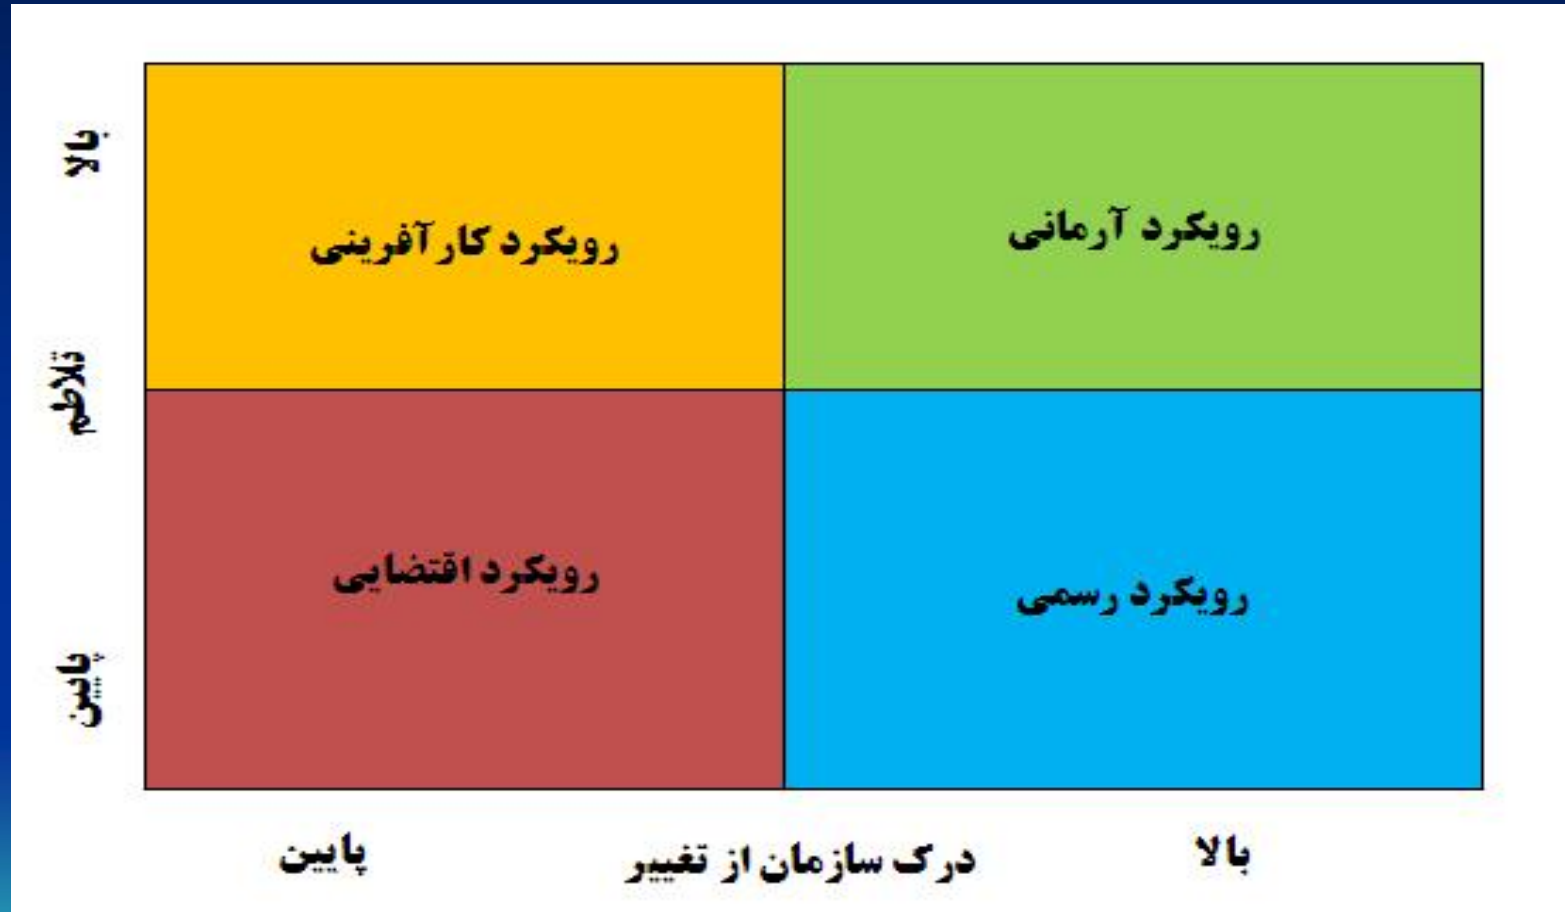 بالا
رویکرد آرمانی
رویکرد کارآفرینی
تلاطم
رویکرد اقتضایی
رویکرد رسمی
پایین
بالا
درک سازمان از تغییر
پایین